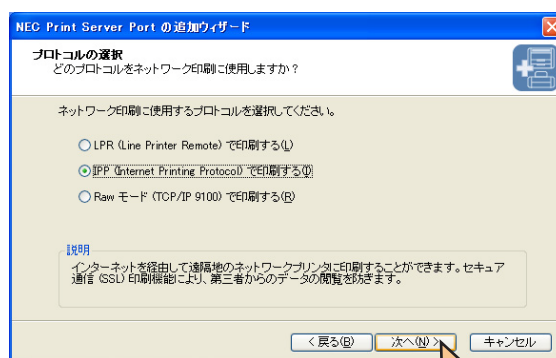 NEC Print Server Port の追加ウィザード
プロトコルの選択
どのプロトコルをネットワーク印刷に使用しますか？
ネットワーク印刷に使用するプロトコルを選択してください。
LPR (Line Printer Remote) で印刷する(L)
IPP (Internet Printing Protocol) で印刷する(I)
Raw モード (TCP/IP 9100) で印刷する(R)
説明
インターネットを経由して遠隔地のネットワークプリンタに印刷することができます。セキュア
通信 (SSL) 印刷機能により、第三者からのデータの閲覧を防ぎます。
< 戻る(B) 次へ(N) > キャンセル